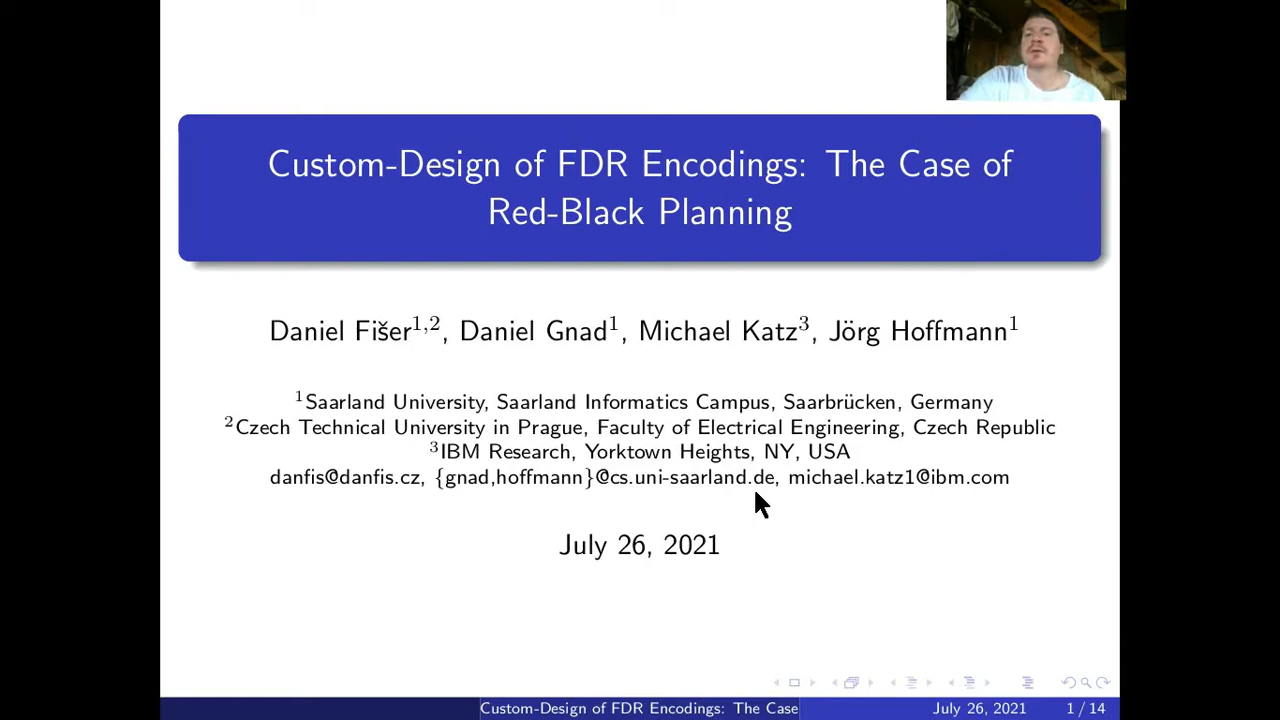 Custom-Design of FDR Encodings: The Case of
Red-Black Planning
Daniel Fišer1,2, Daniel Gnad1, Michael Katz3, Jörg Hoffmann1
1Saarland University, Saarland Informatics Campus, Saarbrücken, Germany
2Czech Technical University in Prague, Faculty of Electrical Engineering, Czech Republic
3IBM Research, Yorktown Heights, NY, USA
danfis@danfis.cz, {gnad,hoffmann}@cs.uni-saarland.de, michael.katz1@ibm.com
July 26, 2021
Custom-Design of FDR Encodings: The Case July 26, 2021 1 / 14